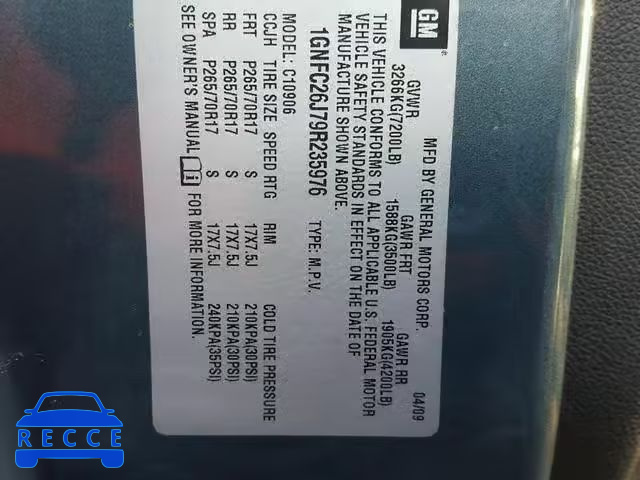 GM
MFD BY GENERAL MOTORS CORP. 04/09
GVWR GAWR FRT GAWR RR
3266KG(7200LB) 1588KG(3500LB) 1905KG(4200LB)
THIS VEHICLE CONFORMS TO ALL APPLICABLE U.S. FEDERAL MOTOR
VEHICLE SAFETY STANDARDS IN EFFECT ON THE DATE OF
MANUFACTURE SHOWN ABOVE.
1GNFC26J79R235976 TYPE: M.P.V.
MODEL: C10906
CCJH TIRE SIZE SPEED RTG RIM COLD TIRE PRESSURE
FRT P265/70R17 S 17X7.5J 210KPA(30PSI)
RR P265/70R17 S 17X7.5J 210KPA(30PSI)
SPA P265/70R17 S 17X7.5J 240KPA(35PSI)
SEE OWNER'S MANUAL FOR MORE INFORMATION.
RECCE